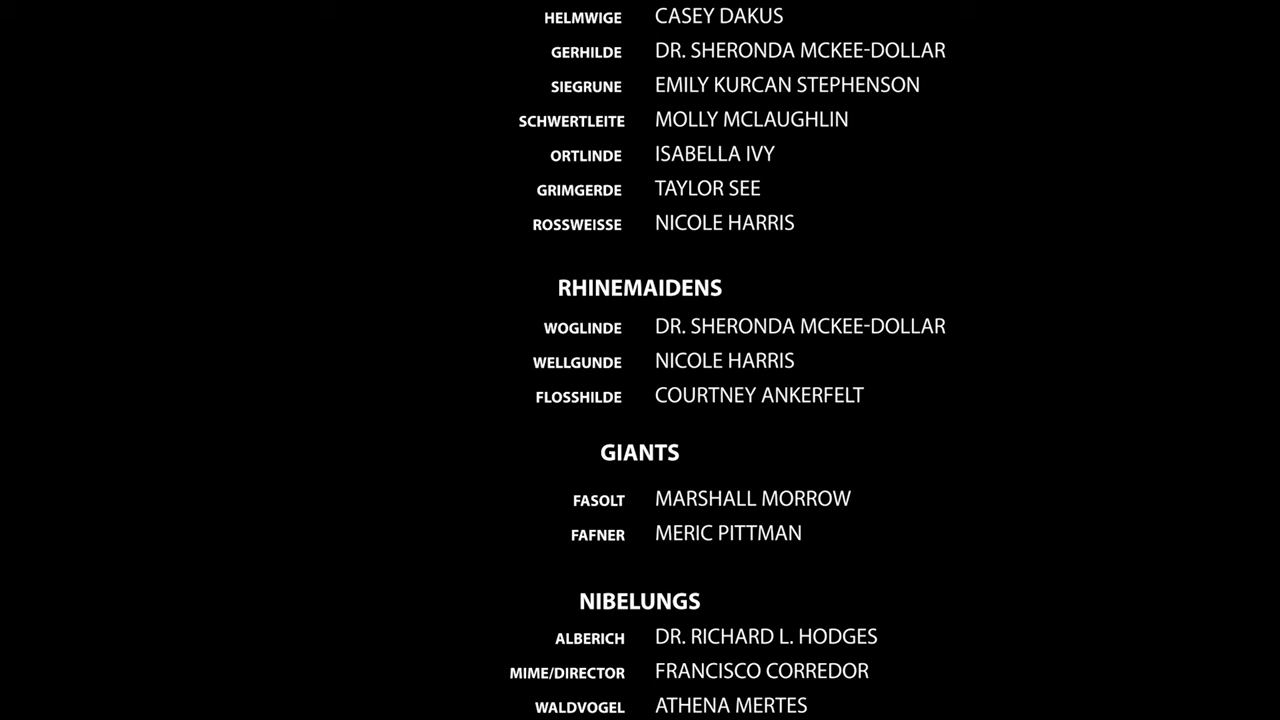 HELMWIGE CASEY DAKUS
GERHILDE DR. SHERONDA MCKEE-DOLLAR
SIEGRUNE EMILY KURCAN STEPHENSON
SCHWERTLEITE MOLLY MCLAUGHLIN
ORTLINDE ISABELLA IVY
GRIMGERDE TAYLOR SEE
ROSSWEISSE NICOLE HARRIS
RHINEMAIDENS
WOGLINDE DR. SHERONDA MCKEE-DOLLAR
WELLGUNDE NICOLE HARRIS
FLOSSHILDE COURTNEY ANKERFELT
GIANTS
FASOLT MARSHALL MORROW
FAFNER MERIC PITTMAN
NIBELUNGS
ALBERICH DR. RICHARD L. HODGES
MIME/DIRECTOR FRANCISCO CORREDOR
WALDVOGEL ATHENA MERTES